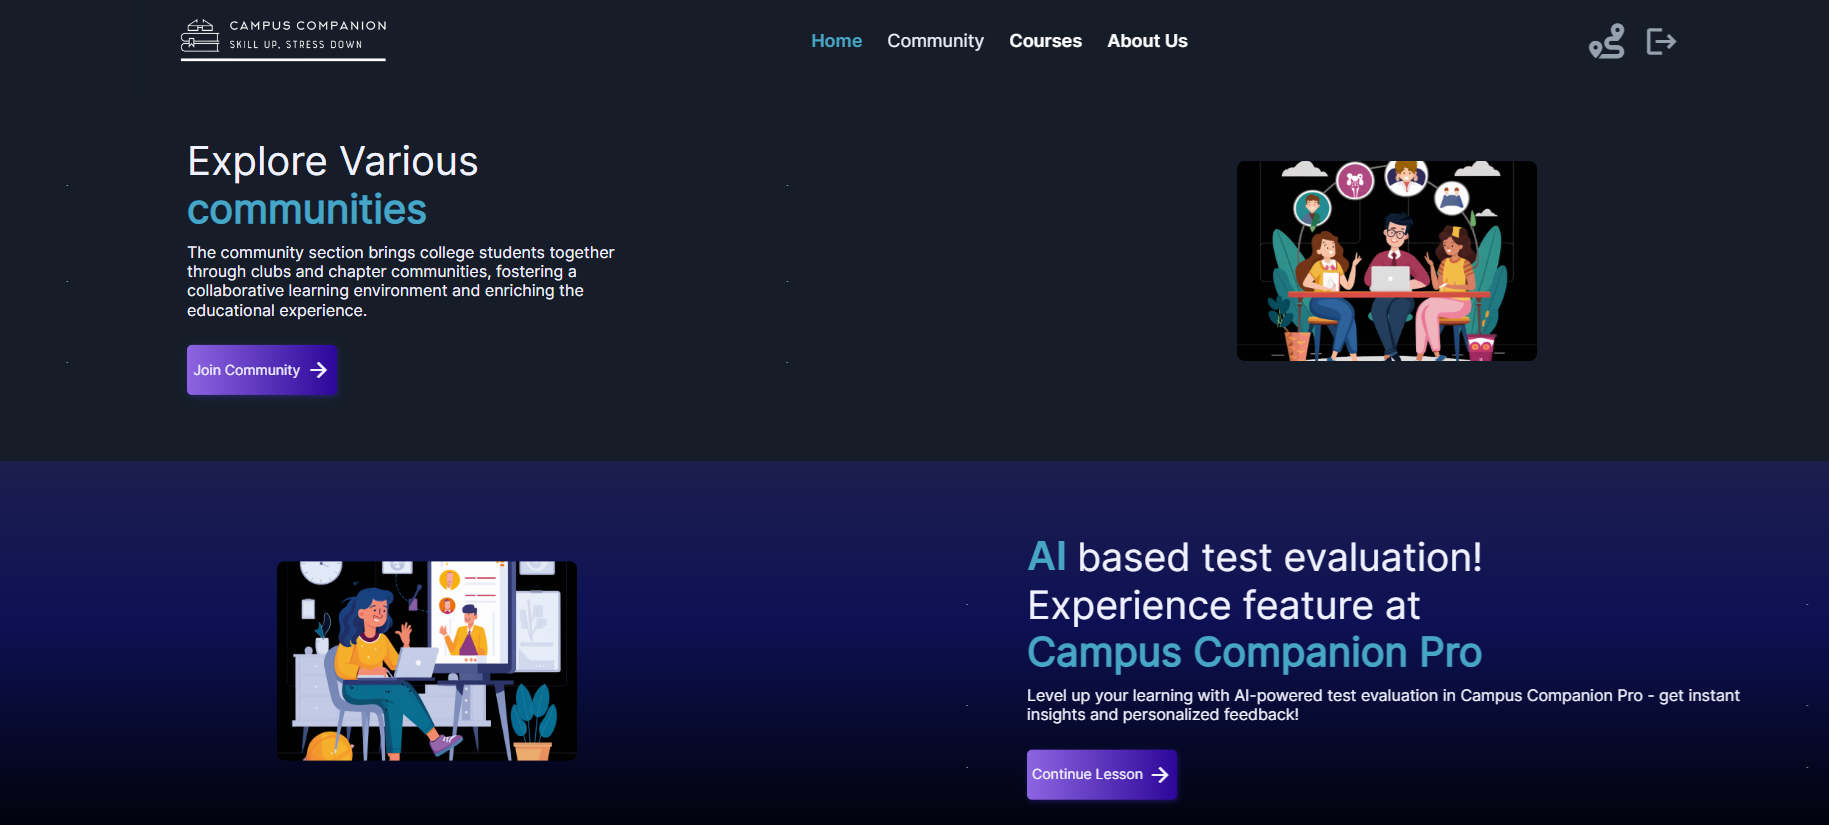 CAMPUS COMPANION
SKILL UP, STRESS DOWN
Home Community Courses About Us
Explore Various
communities
The community section brings college students together
through clubs and chapter communities, fostering a
collaborative learning environment and enriching the
educational experience.
Join Community
AI based test evaluation!
Experience feature at
Campus Companion Pro
Level up your learning with AI-powered test evaluation in Campus Companion Pro - get instant
insights and personalized feedback!
Continue Lesson